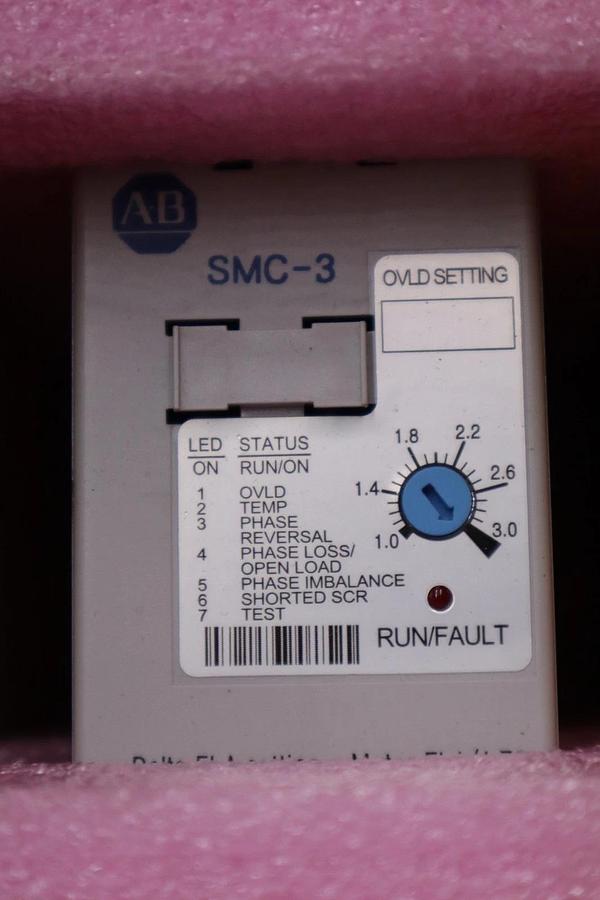 AB
SMC-3
OVLD SETTING
1.8 2.2
1.4 2.6
1.0 3.0
LED STATUS
ON RUN/ON
1 OVLD
2 TEMP
3 PHASE
REVERSAL
4 PHASE LOSS/
OPEN LOAD
5 PHASE IMBALANCE
6 SHORTED SCR
7 TEST
RUN/FAULT